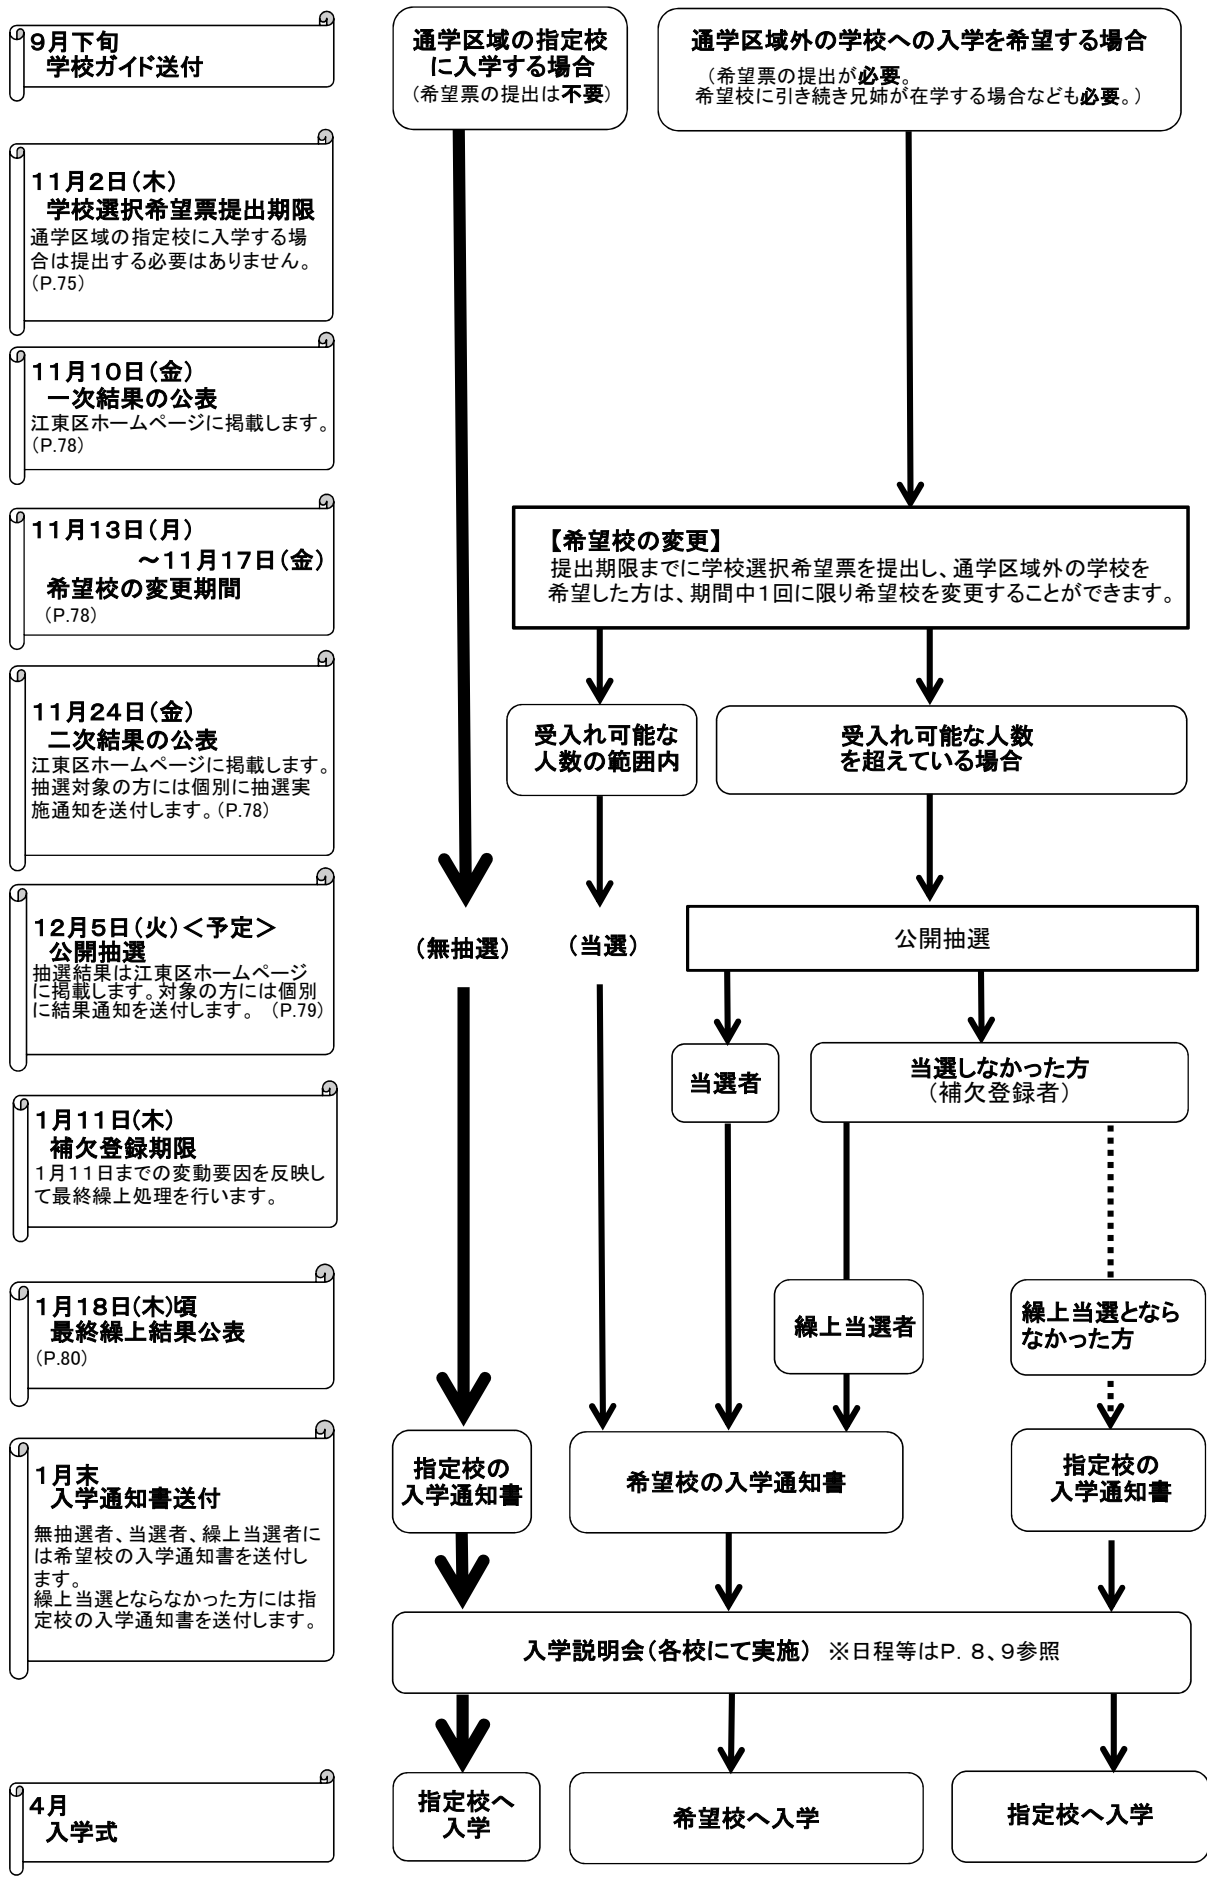 9月下旬
学校ガイド送付
通学区域の指定校
に入学する場合
(希望票の提出は不要)
通学区域外の学校への入学を希望する場合
(希望票の提出が必要。
希望校に引き続き兄姉が在学する場合なども必要。)
11月2日(木)
学校選択希望票提出期限
通学区域の指定校に入学する場
合は提出する必要はありません。
(P.75)
11月10日(金)
一次結果の公表
江東区ホームページに掲載します。
(P.78)
11月13日(月)
~11月17日(金)
希望校の変更期間
(P.78)
【希望校の変更】
提出期限までに学校選択希望票を提出し、通学区域外の学校を
希望した方は、期間中1回に限り希望校を変更することができます。
11月24日(金)
二次結果の公表
江東区ホームページに掲載します。
抽選対象の方には個別に抽選実
施通知を送付します。(P.78)
受入れ可能な
人数の範囲内
受入れ可能な人数
を超えている場合
12月5日(火)<予定>
公開抽選
抽選結果は江東区ホームページ
に掲載します。対象の方には個別
に結果通知を送付します。 (P.79)
(無抽選)
(当選)
公開抽選
当選者
当選しなかった方
(補欠登録者)
1月11日(木)
補欠登録期限
1月11日までの変動要因を反映し
て最終繰上処理を行います。
1月18日(木)頃
最終繰上結果公表
(P.80)
繰上当選者
繰上当選となら
なかった方
1月末
入学通知書送付
無抽選者、当選者、繰上当選者に
は希望校の入学通知書を送付し
ます。
繰上当選とならなかった方には指
定校の入学通知書を送付します。
指定校の
入学通知書
希望校の入学通知書
指定校の
入学通知書
入学説明会(各校にて実施) ※日程等はP. 8、9参照
4月
入学式
指定校へ
入学
希望校へ入学
指定校へ入学